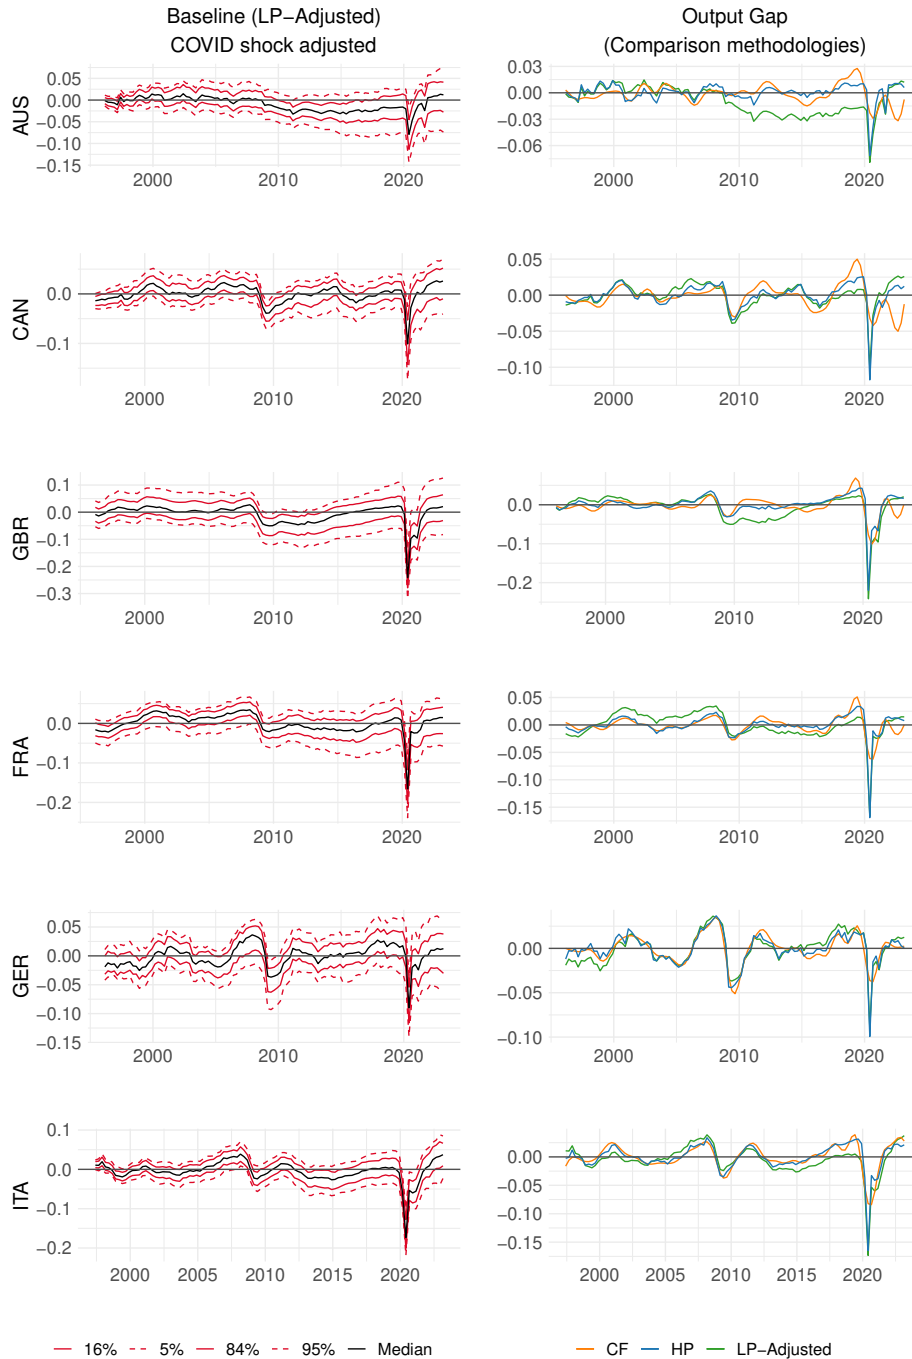 Baseline (LP−Adjusted)
COVID shock adjusted
Output Gap
(Comparison methodologies)
AUS
0.05
0.00
−0.05
−0.10
−0.15
2000 2010 2020
0.03
0.00
−0.03
−0.06
2000 2010 2020
CAN
0.0
−0.1
2000 2010 2020
0.05
0.00
−0.05
−0.10
2000 2010 2020
GBR
0.1
0.0
−0.1
−0.2
−0.3
2000 2010 2020
0.0
−0.1
−0.2
2000 2010 2020
FRA
0.0
−0.1
−0.2
2000 2010 2020
0.05
0.00
−0.05
−0.10
−0.15
2000 2010 2020
GER
0.05
0.00
−0.05
−0.10
−0.15
2000 2010 2020
0.00
−0.05
−0.10
2000 2010 2020
ITA
0.1
0.0
−0.1
−0.2
2000 2005 2010 2015 2020
0.00
−0.05
−0.10
−0.15
2000 2005 2010 2015 2020
16% 5% 84% 95% Median
CF HP LP−Adjusted